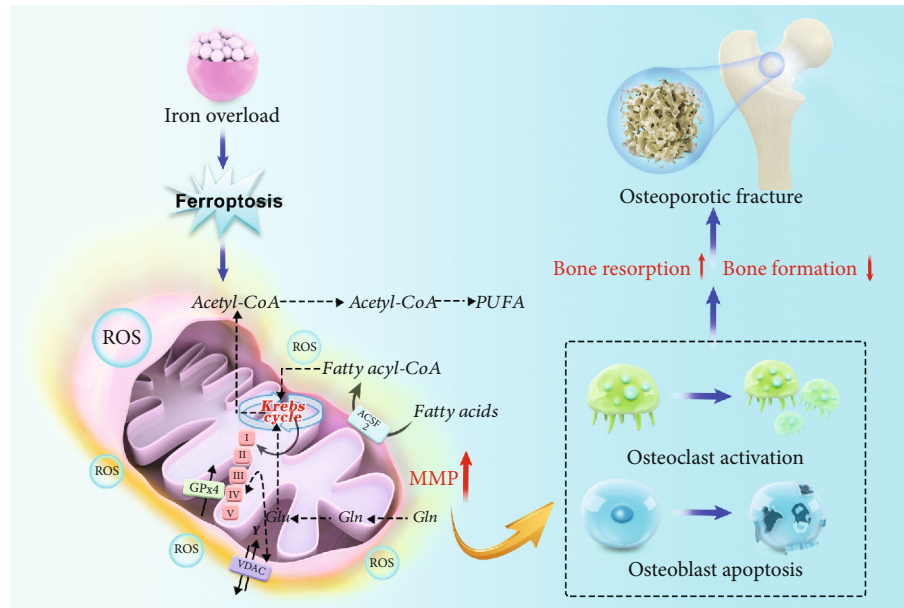 Iron overload
Ferroptosis
Acetyl-CoA
Acetyl-CoA
PUFA
ROS
ROS
Fatty acyl-CoA
Krebs
cycle
ACSF
2
Fatty acids
I
II
III
IV
V
GPx4
ROS
MMP
Glu
Gln
Gln
Y
ROS
VDAC
ROS
Osteoporotic fracture
Bone resorption
Bone formation
Osteoclast activation
Osteoblast apoptosis